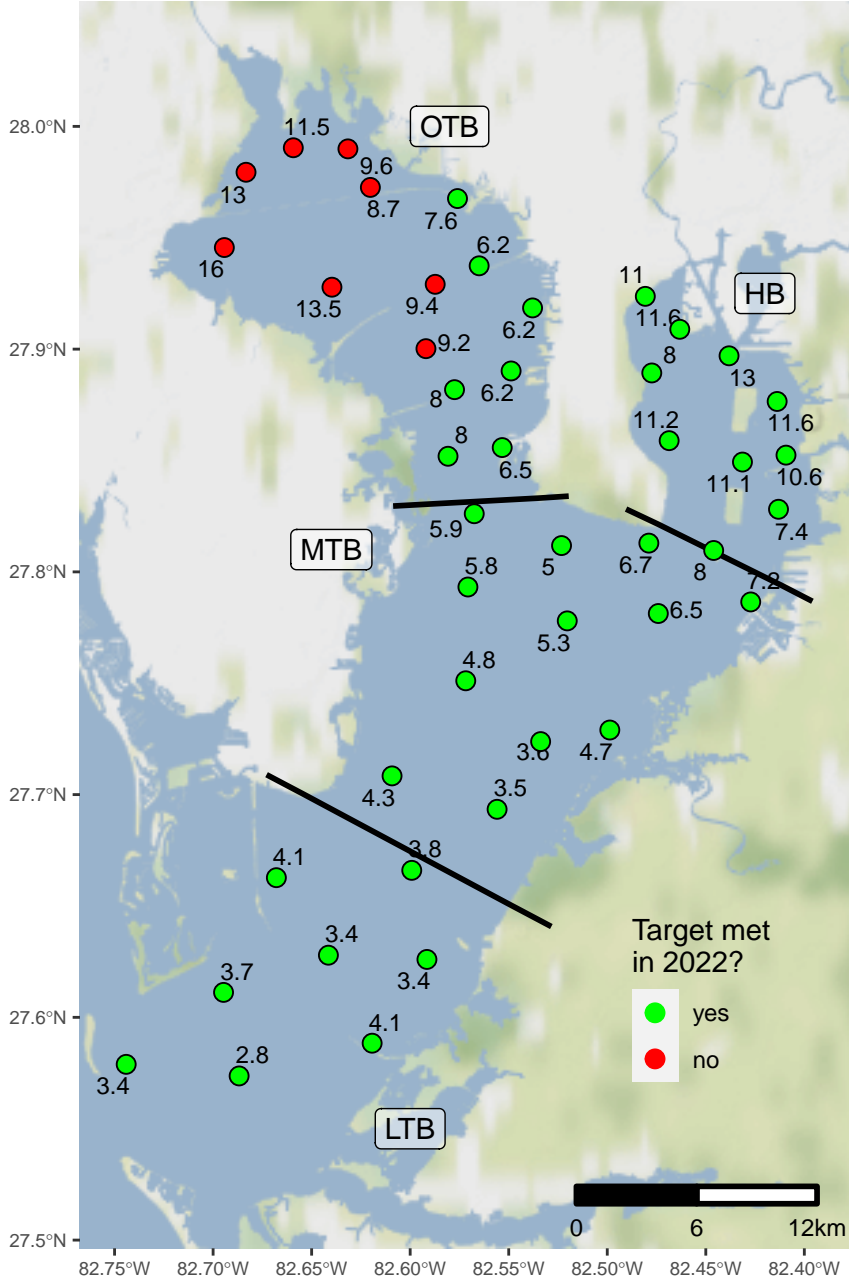 28.0°N
27.9°N
27.8°N
27.7°N
27.6°N
27.5°N
OTB
11.5
9.6
13
8.7
7.6
16
6.2
13.5
9.4
6.2
9.2
6.2
8
8
6.5
HB
11
11.6
8
13
11.6
11.2
11.1
10.6
7.4
8
7.2
MTB
5.9
5
6.7
5.8
6.5
5.3
4.8
3.6
4.7
4.3
3.5
3.8
4.1
3.4
3.4
3.7
4.1
3.4
2.8
LTB
Target met
in 2022?
yes
no
0 6 12km
82.75°W 82.70°W 82.65°W 82.60°W 82.55°W 82.50°W 82.45°W 82.40°W